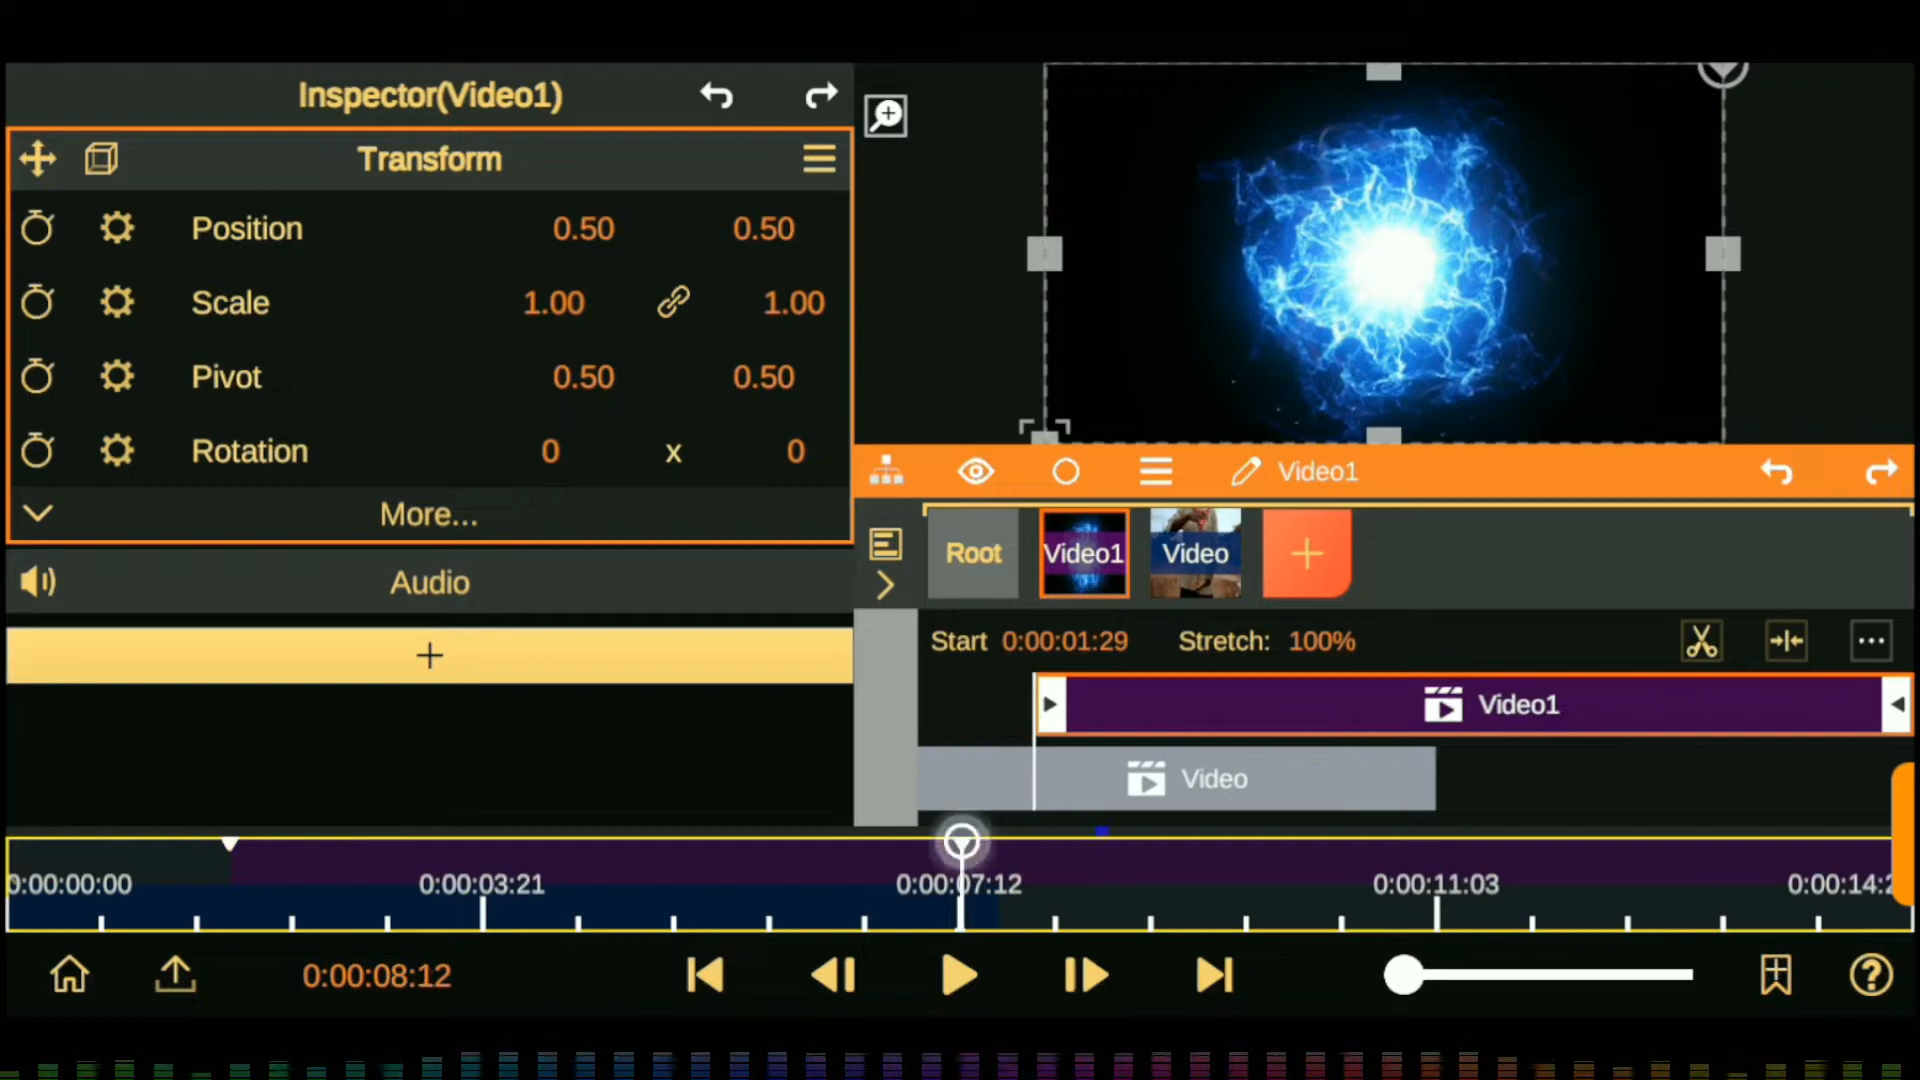 Inspector(Video1)
Transform
Position 0.50 0.50
Scale 1.00 1.00
Pivot 0.50 0.50
Rotation 0 x 0
More...
Audio
+
Video1
Root Video1 Video +
Start 0:00:01:29 Stretch: 100%
Video1
Video
0:00:00:00 0:00:03:21 0:00:07:12 0:00:11:03 0:00:14:2
0:00:08:12